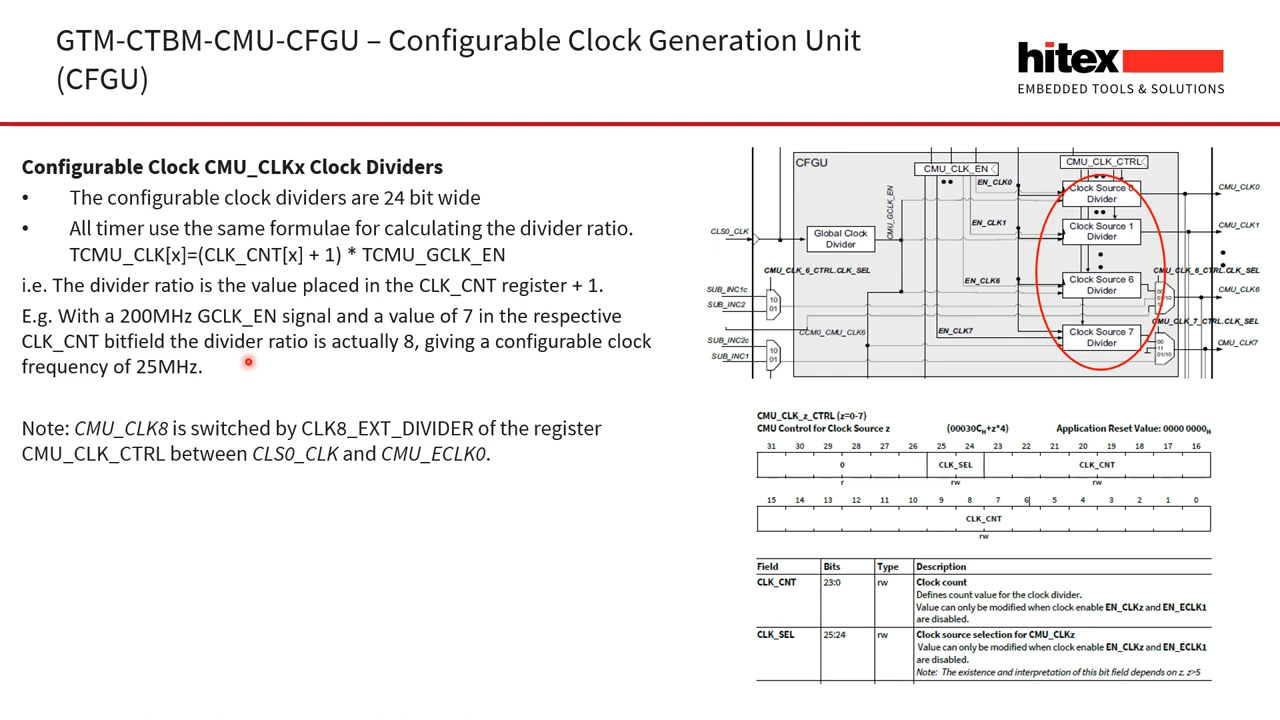 GTM-CTBM-CMU-CFGU – Configurable Clock Generation Unit
(CFGU)
hitex
EMBEDDED TOOLS & SOLUTIONS
Configurable Clock CMU_CLKx Clock Dividers
• The configurable clock dividers are 24 bit wide
• All timer use the same formulae for calculating the divider ratio.
TCMU_CLK[x]=(CLK_CNT[x] + 1) * TCMU_GCLK_EN
i.e. The divider ratio is the value placed in the CLK_CNT register + 1.
E.g. With a 200MHz GCLK_EN signal and a value of 7 in the respective
CLK_CNT bitfield the divider ratio is actually 8, giving a configurable clock
frequency of 25MHz.
Note: CMU_CLK8 is switched by CLK8_EXT_DIVIDER of the register
CMU_CLK_CTRL between CLS0_CLK and CMU_ECLK0.
CFGU
CMU_CLK_EN
CMU_CLK_CTRL
EN_CLK0
Clock Source 0
Divider
CMU_CLK0
CMU_GCLK_EN
EN_CLK1
Clock Source 1
Divider
CMU_CLK1
CLS0_CLK
Global Clock
Divider
CMU_CLK_6_CTRL.CLK_SEL
CMU_CLK_6_CTRL.CLK_SEL
EN_CLK6
Clock Source 6
Divider
CMU_CLK6
SUB_INC1c
SUB_INC2
10
01
00
01/10
CMU_CLK_7_CTRL.CLK_SEL
CCM0_CMU_CLK6
EN_CLK7
Clock Source 7
Divider
CMU_CLK7
SUB_INC2c
SUB_INC1
10
01
00
11
01/10
CMU_CLK_z_CTRL (z=0-7)
CMU Control for Clock Source z (00030CH+z*4) Application Reset Value: 0000 0000H
31 30 29 28 27 26 25 24 23 22 21 20 19 18 17 16
0 CLK_SEL CLK_CNT
r rw rw
15 14 13 12 11 10 9 8 7 6 5 4 3 2 1 0
CLK_CNT
rw
Field Bits Type Description
CLK_CNT 23:0 rw Clock count
Defines count value for the clock divider.
Value can only be modified when clock enable EN_CLKz and EN_ECLK1
are disabled.
CLK_SEL 25:24 rw Clock source selection for CMU_CLKz
Value can only be modified when clock enable EN_CLKz and EN_ECLK1
are disabled.
Note: The existence and interpretation of this bit field depends on z. z>5